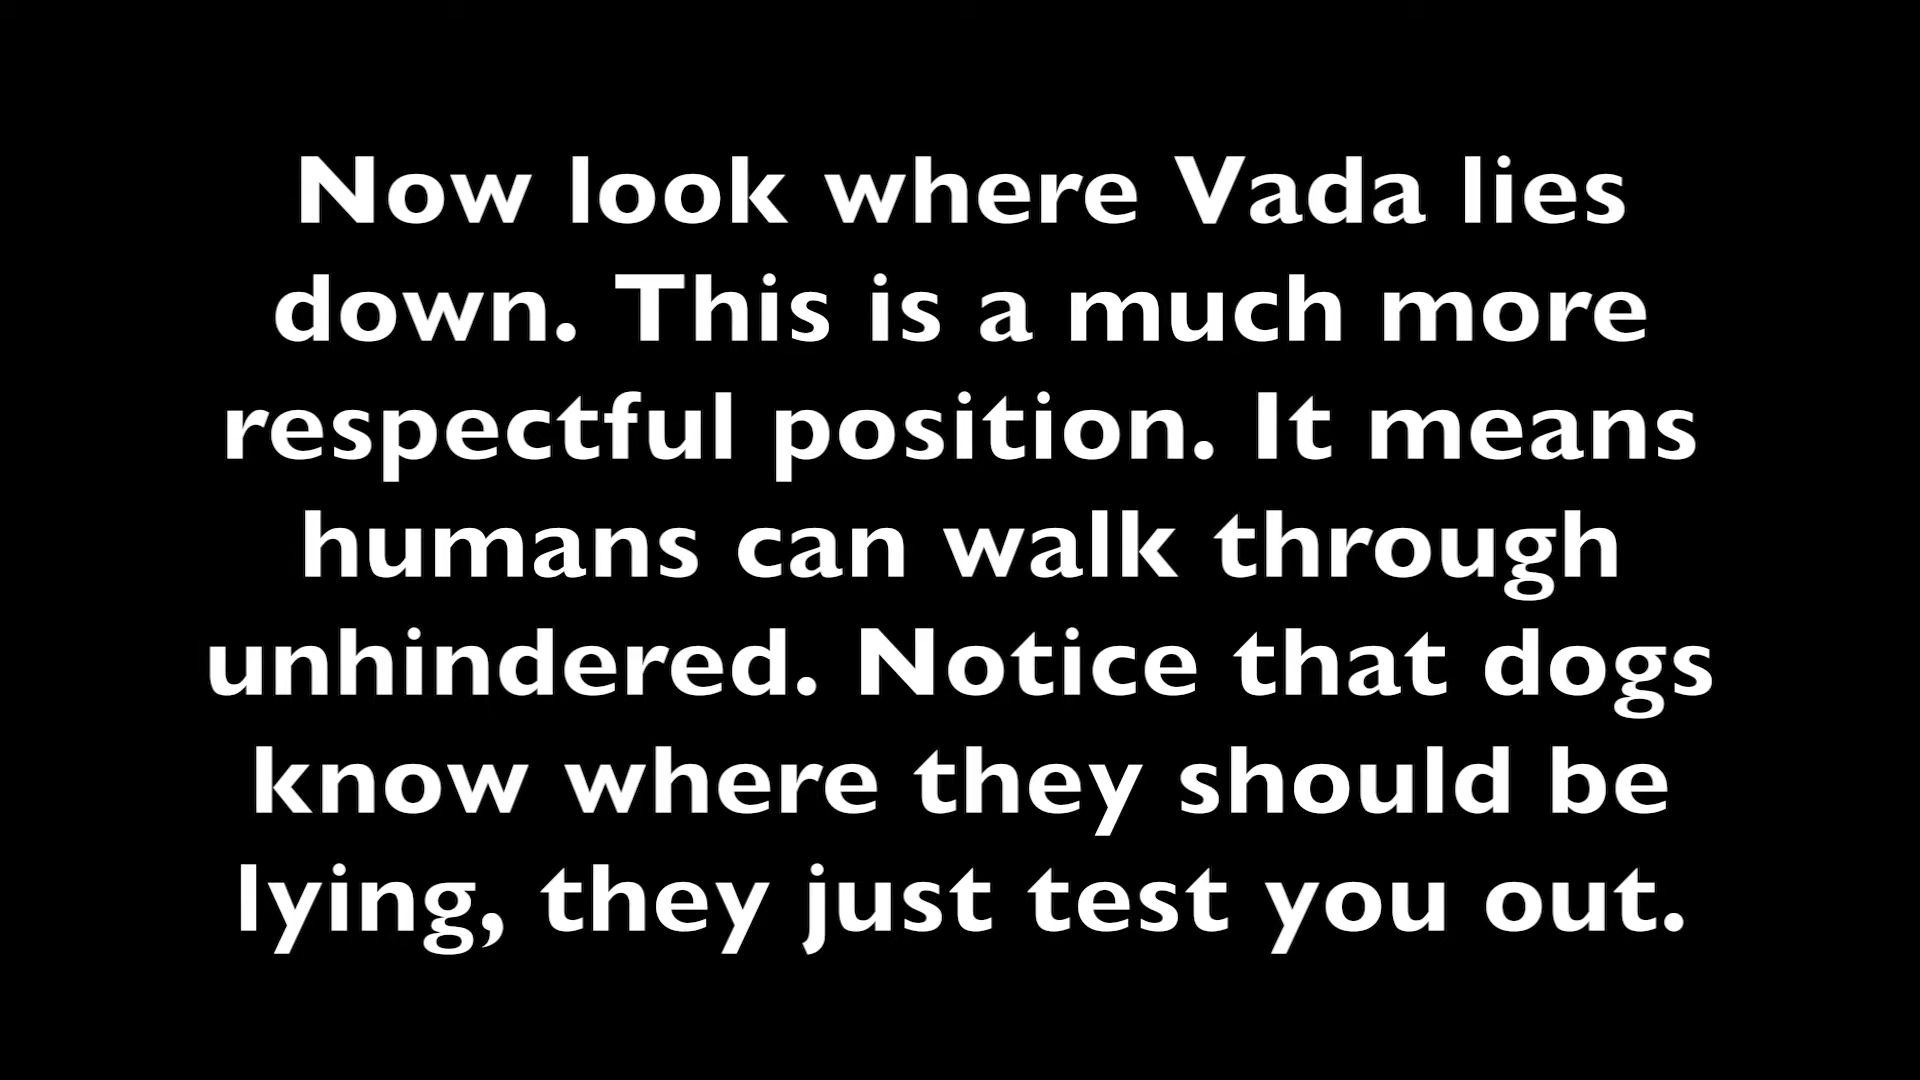 Now look where Vada lies
down. This is a much more
respectful position. It means
humans can walk through
unhindered. Notice that dogs
know where they should be
lying, they just test you out.